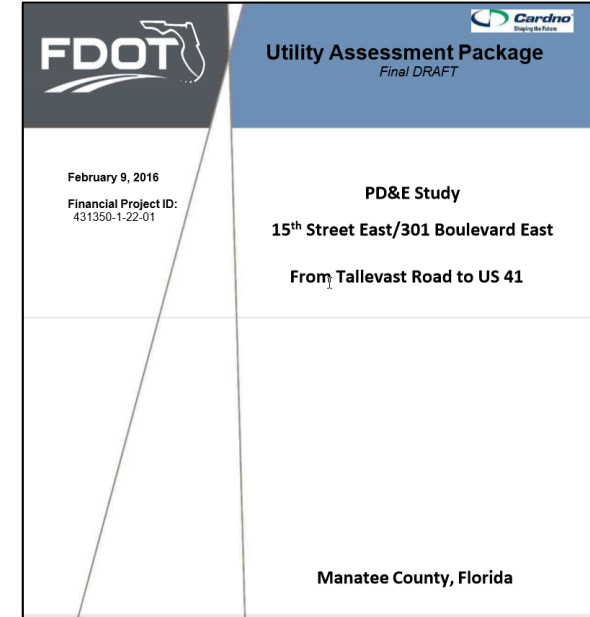 Cardno
Shaping the Future
FDOT
Utility Assessment Package
Final DRAFT
February 9, 2016
Financial Project ID:
431350-1-22-01
PD&E Study
15th Street East/301 Boulevard East
From Tallevast Road to US 41
Manatee County, Florida